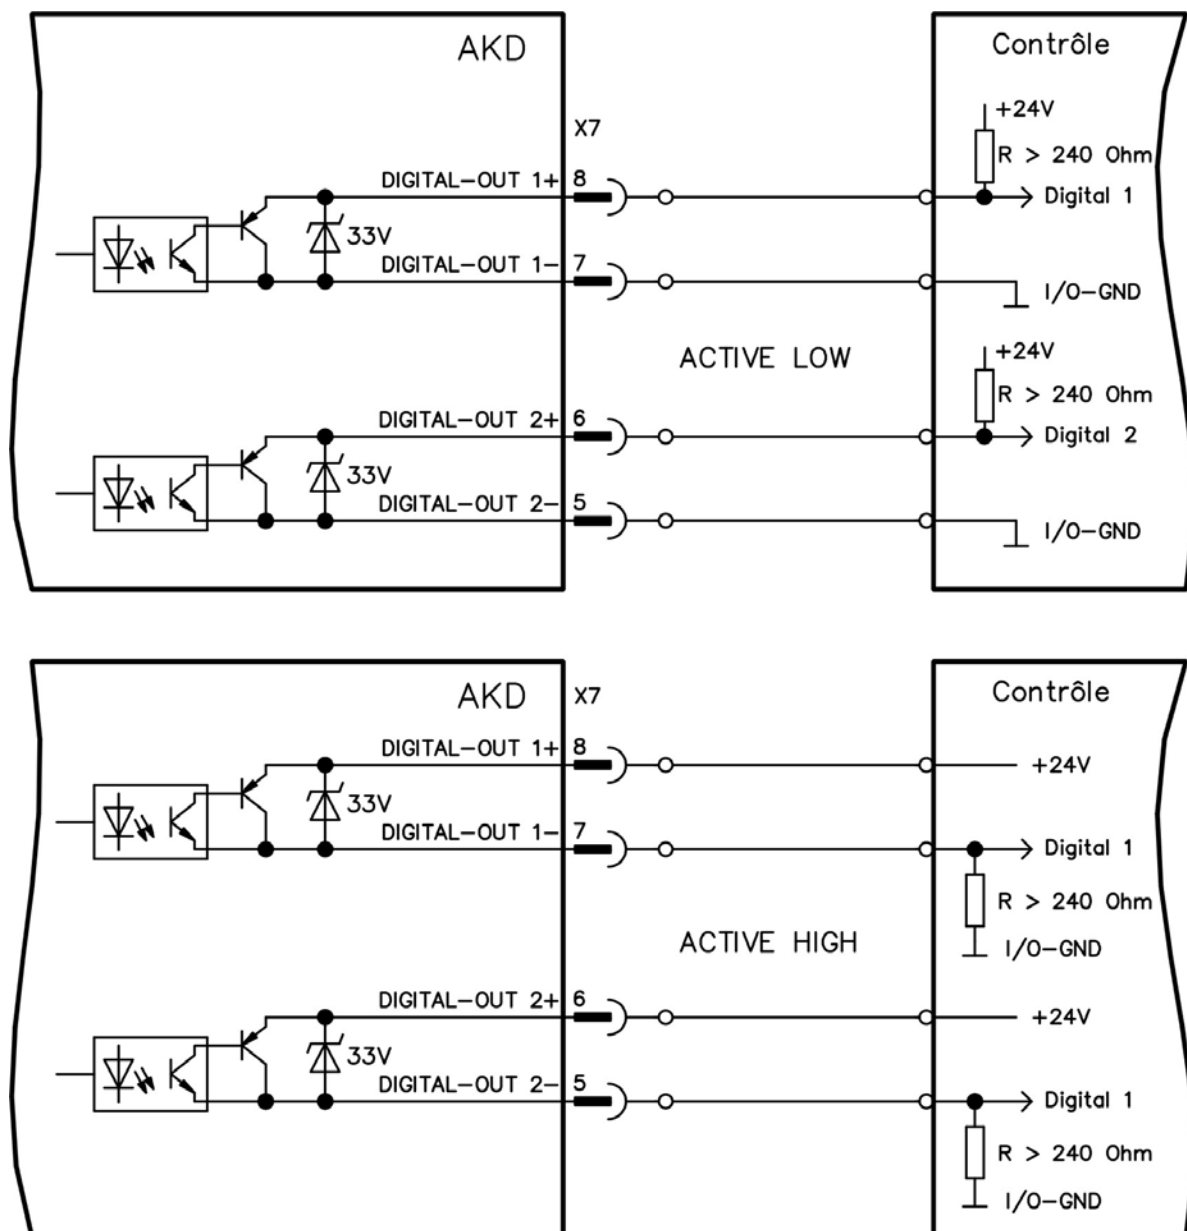 AKD
Contrôle
X7
+24V
R > 240 Ohm
DIGITAL-OUT 1+
8
Digital 1
33V
DIGITAL-OUT 1-
7
I/O-GND
ACTIVE LOW
+24V
R > 240 Ohm
DIGITAL-OUT 2+
6
Digital 2
33V
DIGITAL-OUT 2-
5
I/O-GND
AKD
X7
Contrôle
DIGITAL-OUT 1+
8
+24V
33V
DIGITAL-OUT 1-
7
Digital 1
R > 240 Ohm
ACTIVE HIGH
I/O-GND
DIGITAL-OUT 2+
6
+24V
33V
DIGITAL-OUT 2-
5
Digital 1
R > 240 Ohm
I/O-GND